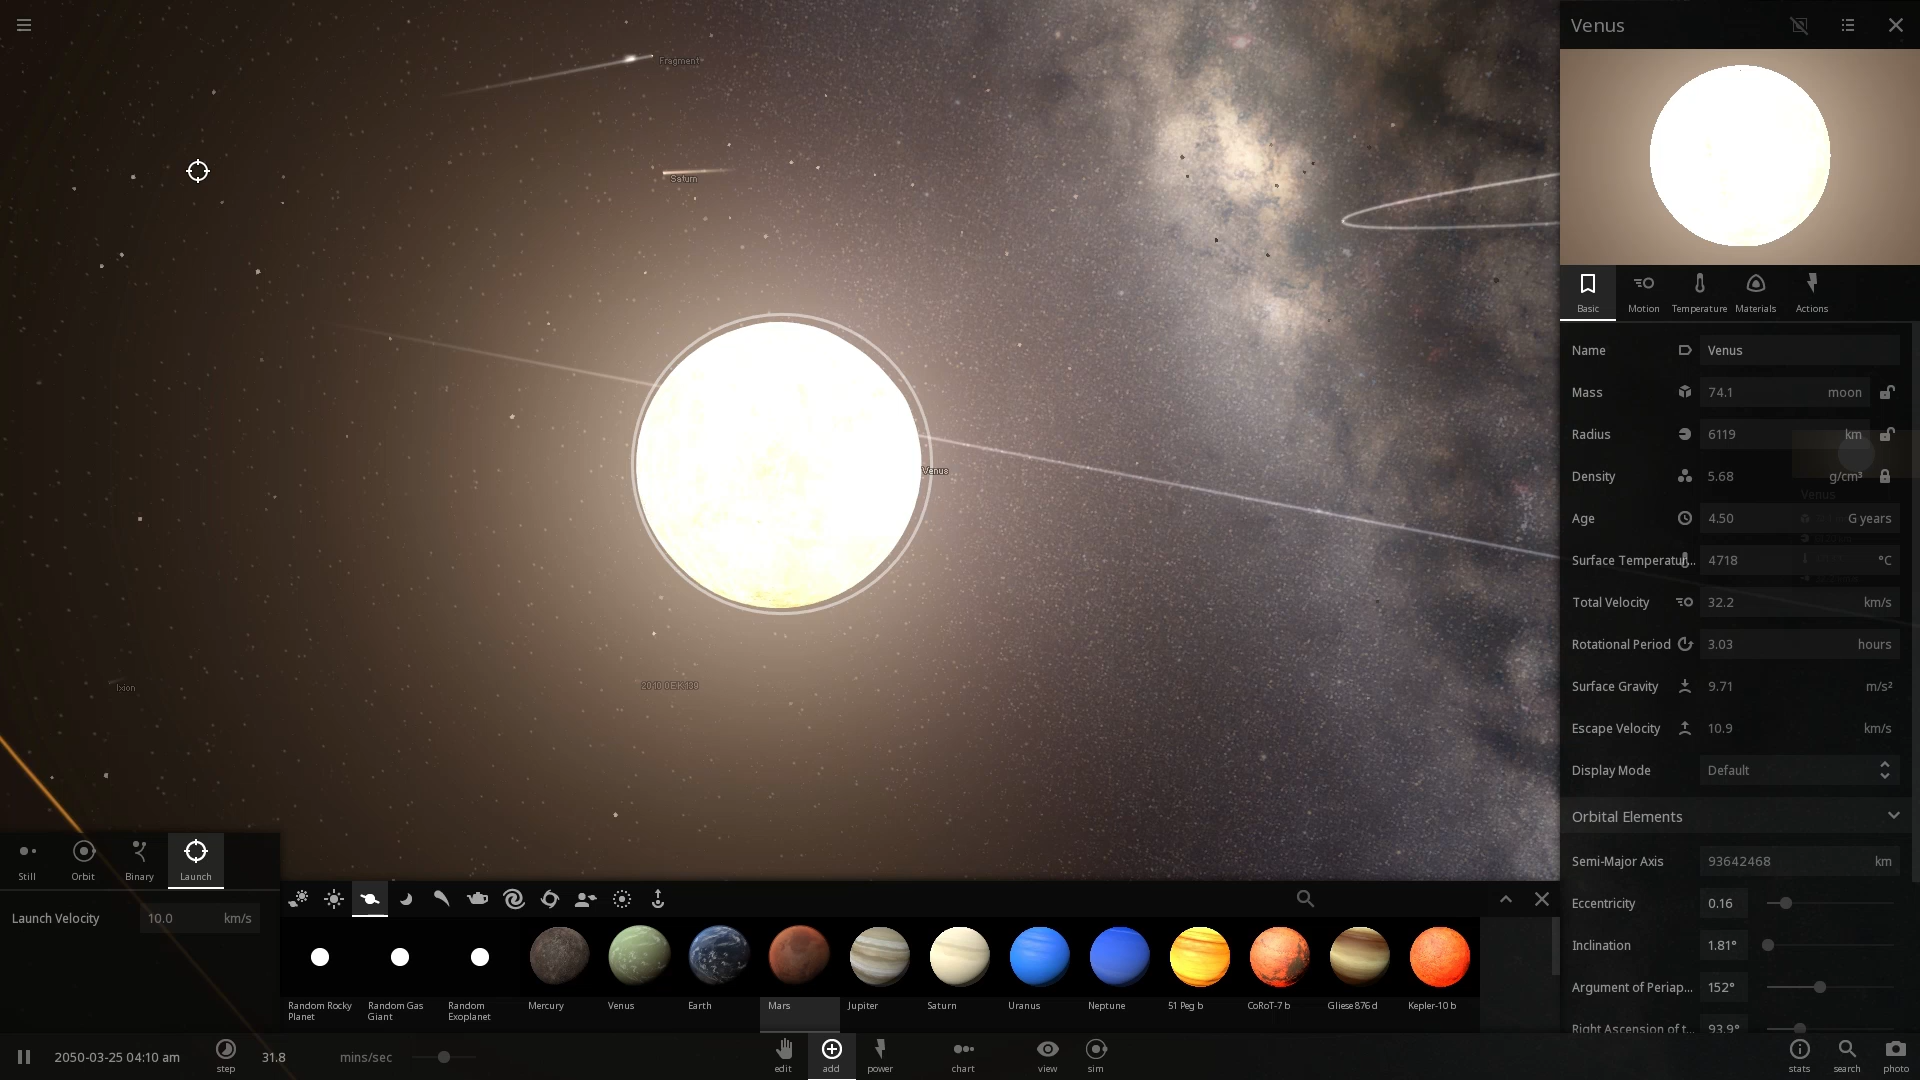 Venus
Fragment
Saturn
Venus
Ixion
Basic
Motion
Temperature
Materials
Actions
Name
Venus
Mass
74.1
moon
Radius
6119
km
Density
5.68
g/cm³
Venus
Age
4.50
G years
Surface Temperatur...
4718
°C
Total Velocity
32.2
km/s
Rotational Period
3.03
hours
Surface Gravity
9.71
m/s²
Escape Velocity
10.9
km/s
Display Mode
Default
Orbital Elements
Semi-Major Axis
93642468
km
Eccentricity
0.16
Inclination
1.81°
Argument of Periap...
152°
Right Ascension of t...
93.9°
Still
Orbit
Binary
Launch
Launch Velocity
10.0
km/s
Random Rocky
Planet
Random Gas
Giant
Random
Exoplanet
Mercury
Venus
Earth
Mars
Jupiter
Saturn
Uranus
Neptune
51 Peg b
CoRoT-7 b
Gliese 876 d
Kepler-10 b
2050-03-25 04:10 am
step
31.8
mins/sec
edit
add
power
chart
view
sim
stats
search
photo